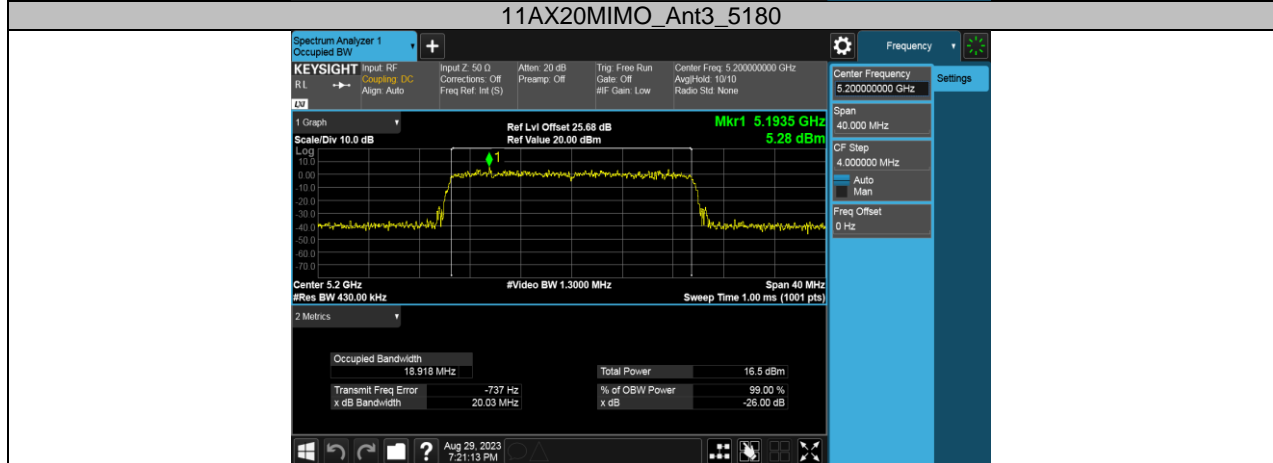 11AX20MIMO_Ant3_5180
Spectrum Analyzer 1
Occupied BW
+
Frequency
KEYSIGHT
RL
LXI
Input: RF
Coupling: DC
Align: Auto
Input Z: 50 Ω
Corrections: Off
Freq Ref: Int (S)
Atten: 20 dB
Preamp: Off
Trig: Free Run
Gate: Off
#IF Gain: Low
Center Freq: 5.200000000 GHz
Avg|Hold: 10/10
Radio Std: None
Center Frequency
5.200000000 GHz
Settings
Span
40.000 MHz
CF Step
4.000000 MHz
Auto
Man
Freq Offset
0 Hz
1 Graph
Scale/Div 10.0 dB
Ref Lvl Offset 25.68 dB
Ref Value 20.00 dBm
Mkr1 5.1935 GHz
5.28 dBm
Log
1
10.0
0.00
-10.0
-20.0
-30.0
-40.0
-50.0
-60.0
-70.0
Center 5.2 GHz
#Res BW 430.00 kHz
#Video BW 1.3000 MHz
Span 40 MHz
Sweep Time 1.00 ms (1001 pts)
2 Metrics
Occupied Bandwidth
18.918 MHz
Total Power 16.5 dBm
Transmit Freq Error -737 Hz
% of OBW Power 99.00 %
x dB Bandwidth 20.03 MHz
x dB -26.00 dB
?
Aug 29, 2023
7:21:13 PM